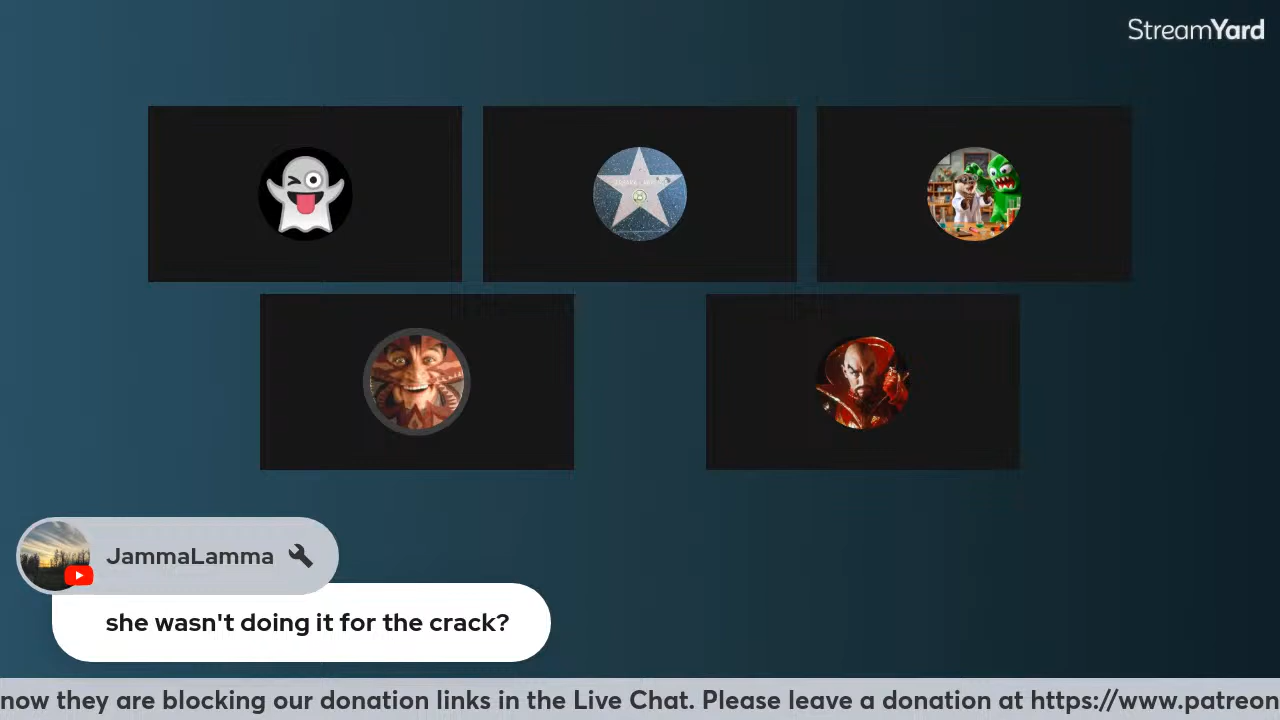 StreamYard
JammaLamma
she wasn't doing it for the crack?
now they are blocking our donation links in the Live Chat. Please leave a donation at https://www.patreon